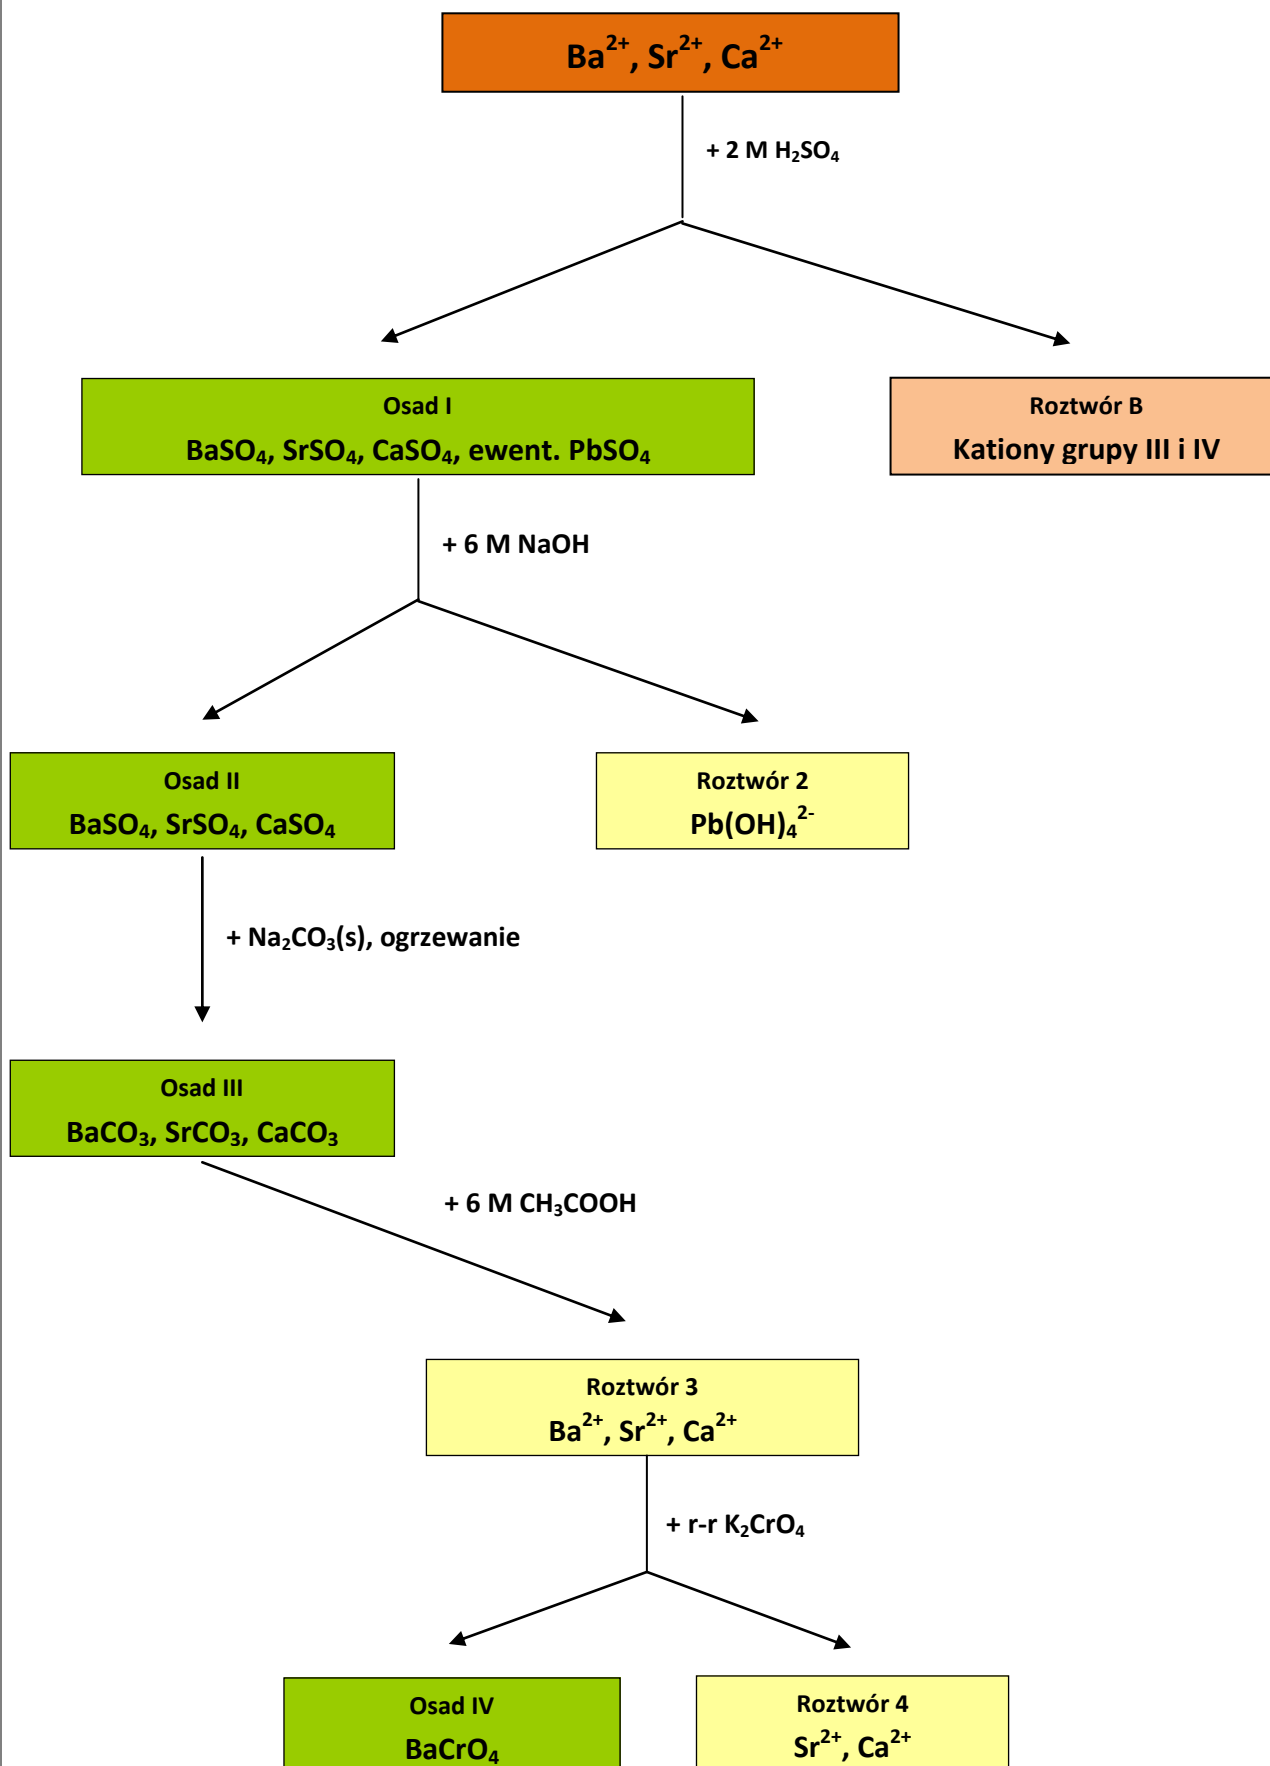 Ba²⁺, Sr²⁺, Ca²⁺
+ 2 M H₂SO₄
Osad I
BaSO₄, SrSO₄, CaSO₄, ewent. PbSO₄
Roztwór B
Kationy grupy III i IV
+ 6 M NaOH
Osad II
BaSO₄, SrSO₄, CaSO₄
Roztwór 2
Pb(OH)₄²⁻
+ Na₂CO₃(s), ogrzewanie
Osad III
BaCO₃, SrCO₃, CaCO₃
+ 6 M CH₃COOH
Roztwór 3
Ba²⁺, Sr²⁺, Ca²⁺
+ r-r K₂CrO₄
Osad IV
BaCrO₄
Roztwór 4
Sr²⁺, Ca²⁺